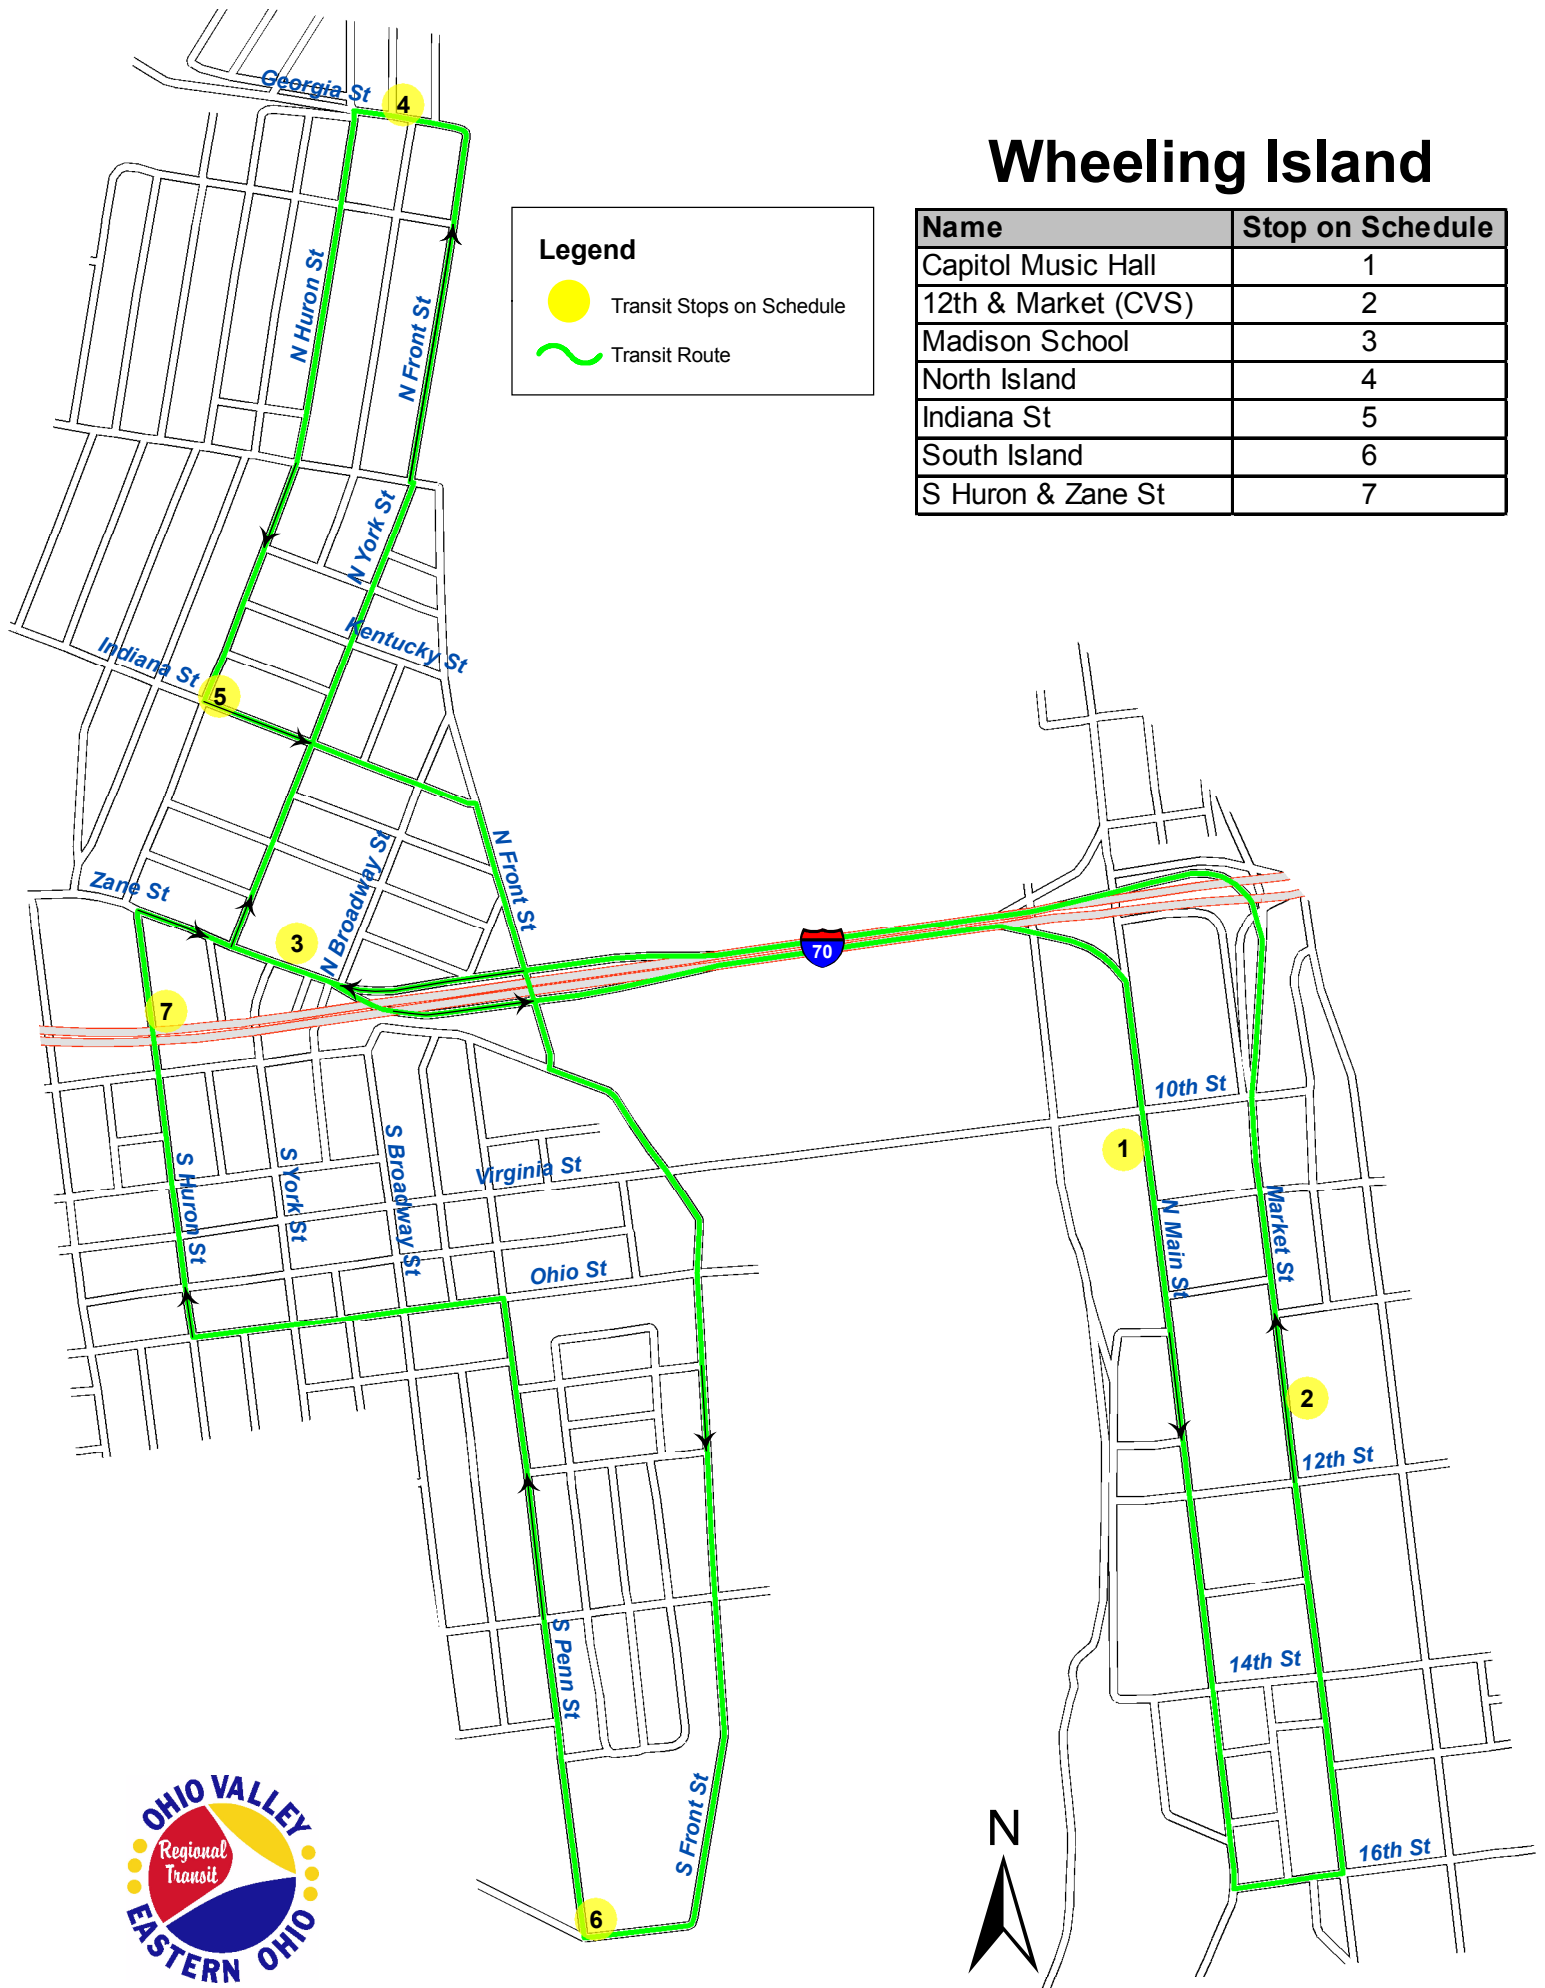 Georgia St
4
Wheeling Island
Name Stop on Schedule
Capitol Music Hall 1
12th & Market (CVS) 2
Madison School 3
North Island 4
Indiana St 5
South Island 6
S Huron & Zane St 7
Legend
Transit Stops on Schedule
Transit Route
N Huron St
N Front St
N York St
Kentucky St
Indiana St
5
N Front St
N Broadway St
Zane St
3
70
7
10th St
1
S Huron St
S York St
S Broadway St
Virginia St
N Main St
Market St
Ohio St
2
12th St
S Penn St
14th St
S Front St
16th St
6
N
OHIO VALLEY
Regional
Transit
EASTERN OHIO